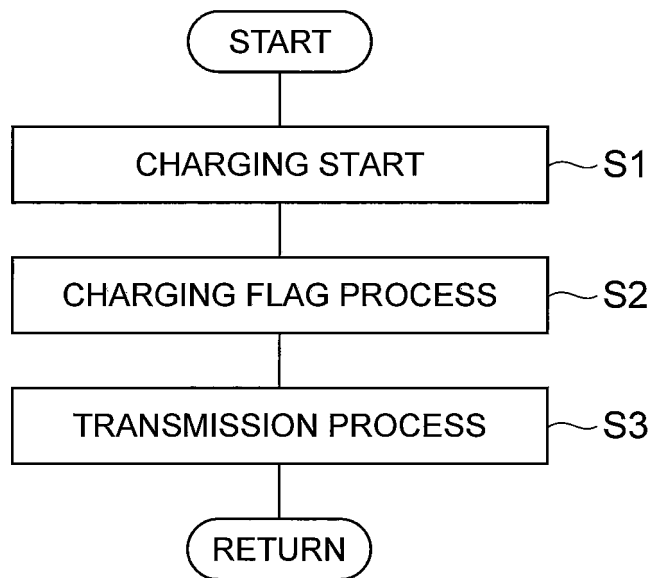 START
CHARGING START
S1
CHARGING FLAG PROCESS
S2
TRANSMISSION PROCESS
S3
RETURN